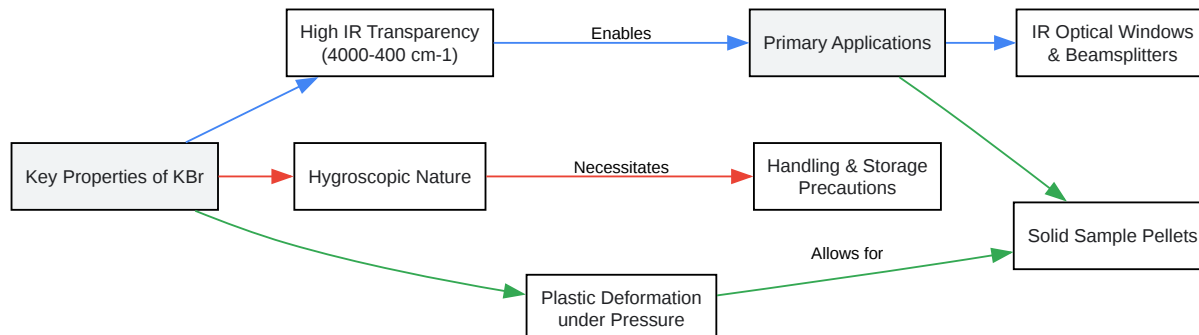 High IR Transparency
(4000-400 cm-1)
Enables
Primary Applications
IR Optical Windows
& Beamsplitters
Key Properties of KBr
Hygroscopic Nature
Necessitates
Handling & Storage
Precautions
Solid Sample Pellets
Allows for
Plastic Deformation
under Pressure